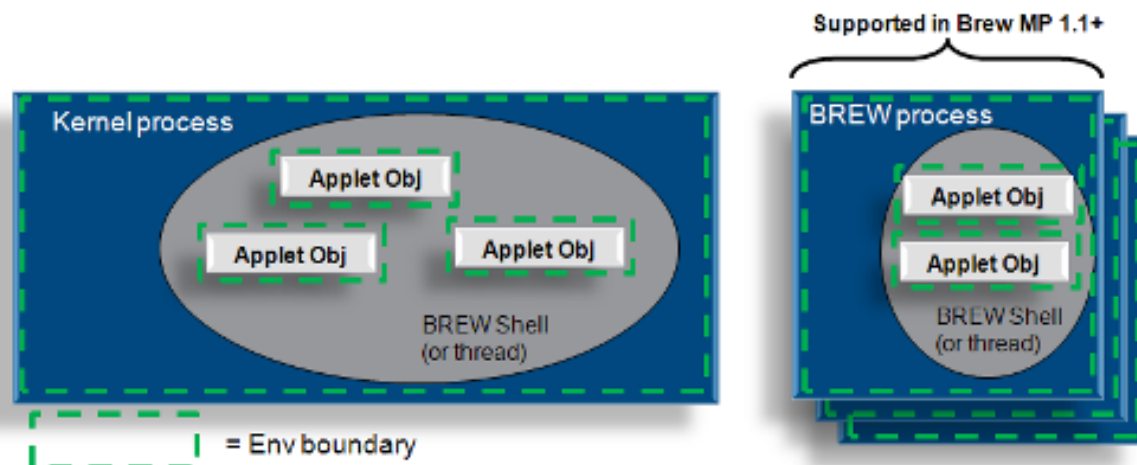 Supported in Brew MP 1.1+
Kernel process
Applet Obj
Applet Obj
Applet Obj
BREW Shell
(or thread)
BREW process
Applet Obj
Applet Obj
BREW Shell
(or thread)
= Env boundary